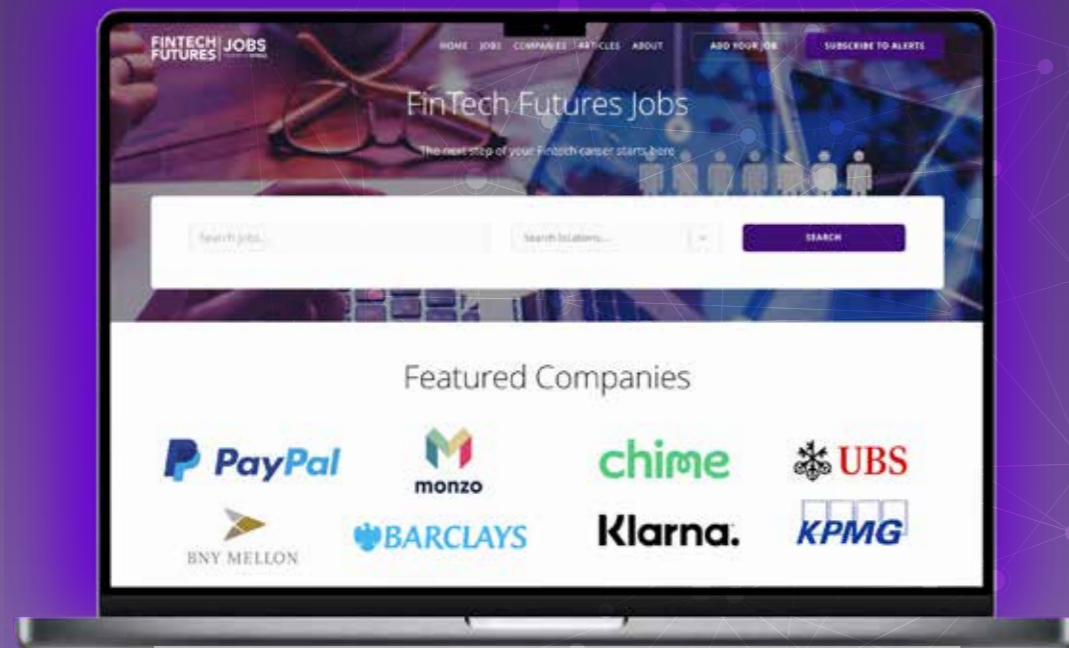 FINTECH FUTURES JOBS
HOME JOBS COMPANIES ARTICLES ABOUT ADD YOUR JOB SUBSCRIBE TO ALERTS
FinTech Futures Jobs
The next step of your Fintech career starts here
Search jobs...
Search locations...
SEARCH
Featured Companies
PayPal
monzo
chime
UBS
BNY MELLON
BARCLAYS
Klarna.
KPMG